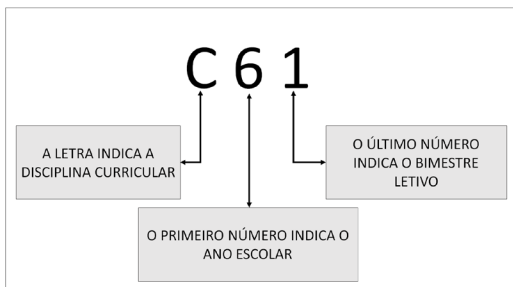 C 6 1
A LETRA INDICA A
DISCIPLINA CURRICULAR
O ÚLTIMO NÚMERO
INDICA O BIMESTRE
LETIVO
O PRIMEIRO NÚMERO INDICA O
ANO ESCOLAR